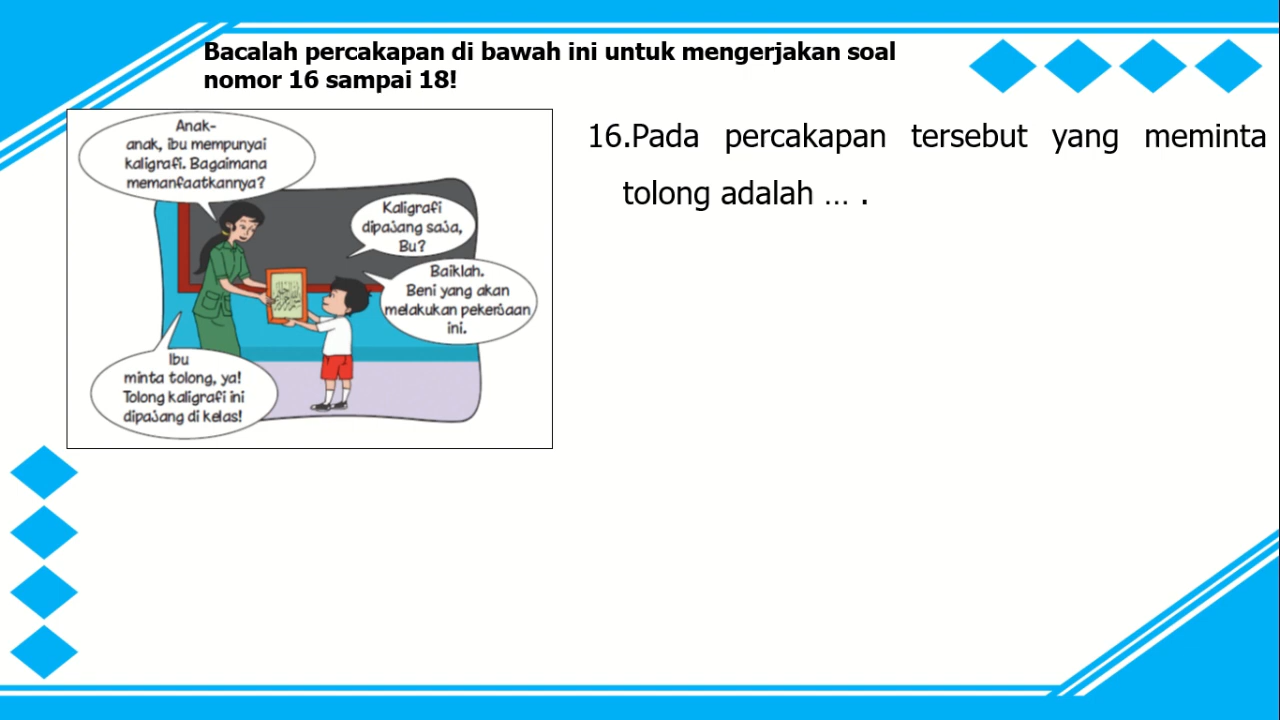 Bacalah percakapan di bawah ini untuk mengerjakan soal
nomor 16 sampai 18!
Anak-
anak, ibu mempunyai
kaligrafi. Bagaimana
memanfaatkannya?
Kaligrafi
dipajang saja,
Bu?
Baiklah.
Beni yang akan
melakukan pekerjaan
ini.
Ibu
minta tolong, ya!
Tolong kaligrafi ini
dipajang di kelas!
16.Pada percakapan tersebut yang meminta
tolong adalah ... .